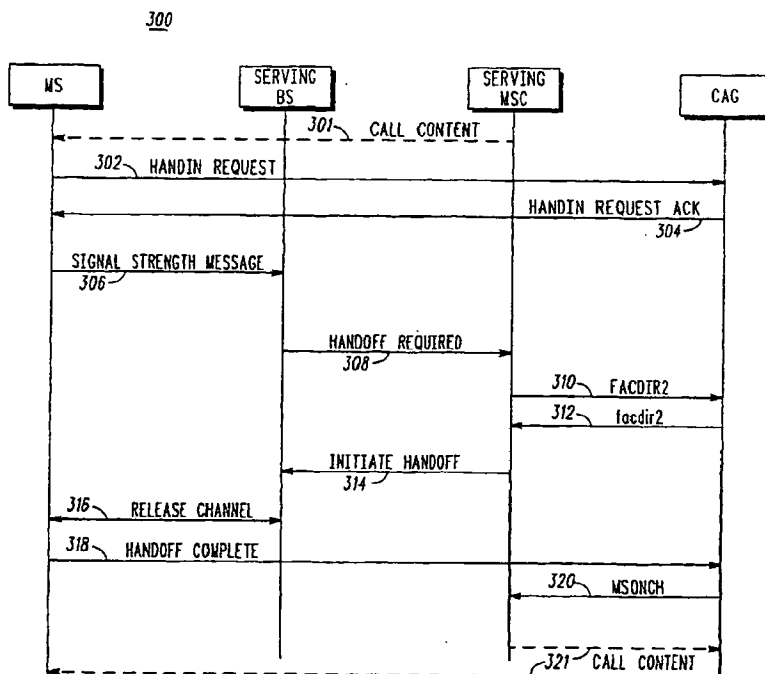 300
MS
SERVING
BS
SERVING
MSC
CAG
301 CALL CONTENT
302 HANDIN REQUEST
HANDIN REQUEST ACK
304
SIGNAL STRENGTH MESSAGE
306
HANDOFF REQUIRED
308
310 FACDIR2
312 facdir2
INITIATE HANDOFF
314
316 RELEASE CHANNEL
318 HANDOFF COMPLETE
320 MSONCH
321 CALL CONTENT